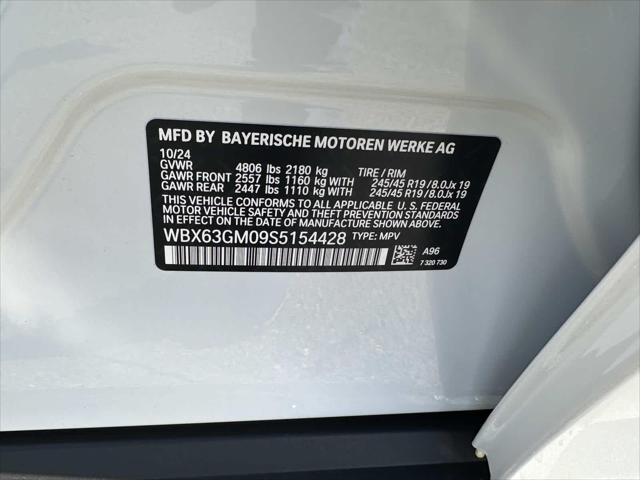 MFD BY BAYERISCHE MOTOREN WERKE AG
10/24
GVWR 4806 lbs 2180 kg TIRE / RIM
GAWR FRONT 2557 lbs 1160 kg WITH 245/45 R19 / 8.0Jx 19
GAWR REAR 2447 lbs 1110 kg WITH 245/45 R19 / 8.0Jx 19
THIS VEHICLE CONFORMS TO ALL APPLICABLE U. S. FEDERAL
MOTOR VEHICLE SAFETY, BUMPER, AND THEFT PREVENTION STANDARDS
IN EFFECT ON THE DATE OF MANUFACTURE SHOWN ABOVE.
WBX63GM09S5154428 TYPE: MPV
A96
7 320 730